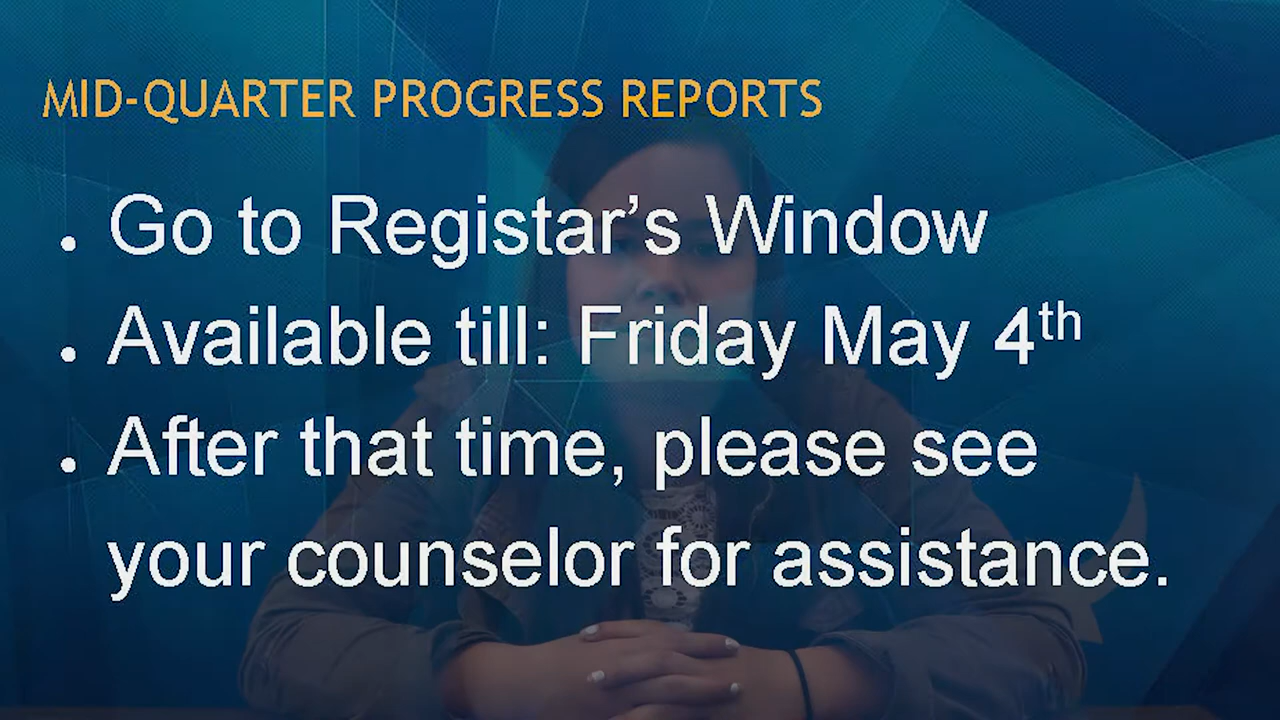 MID-QUARTER PROGRESS REPORTS
. Go to Registar’s Window
. Available till: Friday May 4th
. After that time, please see
your counselor for assistance.